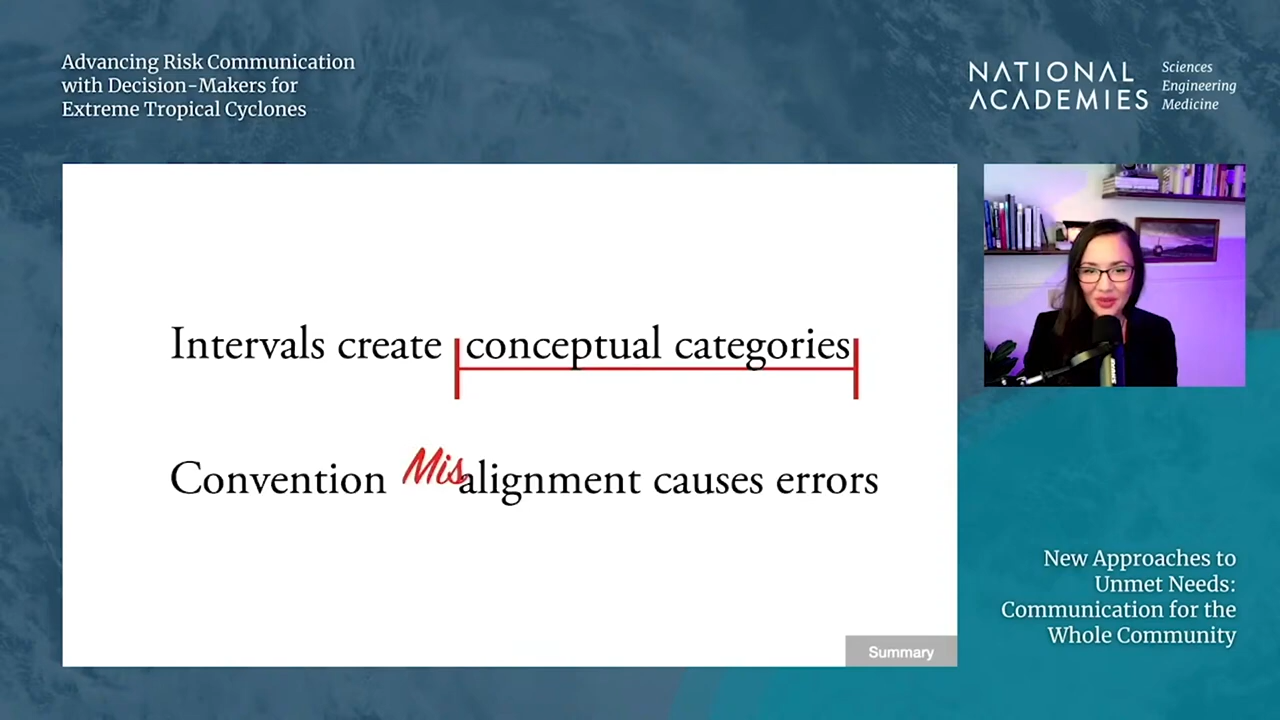 Advancing Risk Communication
with Decision-Makers for
Extreme Tropical Cyclones
NATIONAL
ACADEMIES
Sciences
Engineering
Medicine
Intervals create conceptual categories
Convention Misalignment causes errors
Summary
New Approaches to
Unmet Needs:
Communication for the
Whole Community